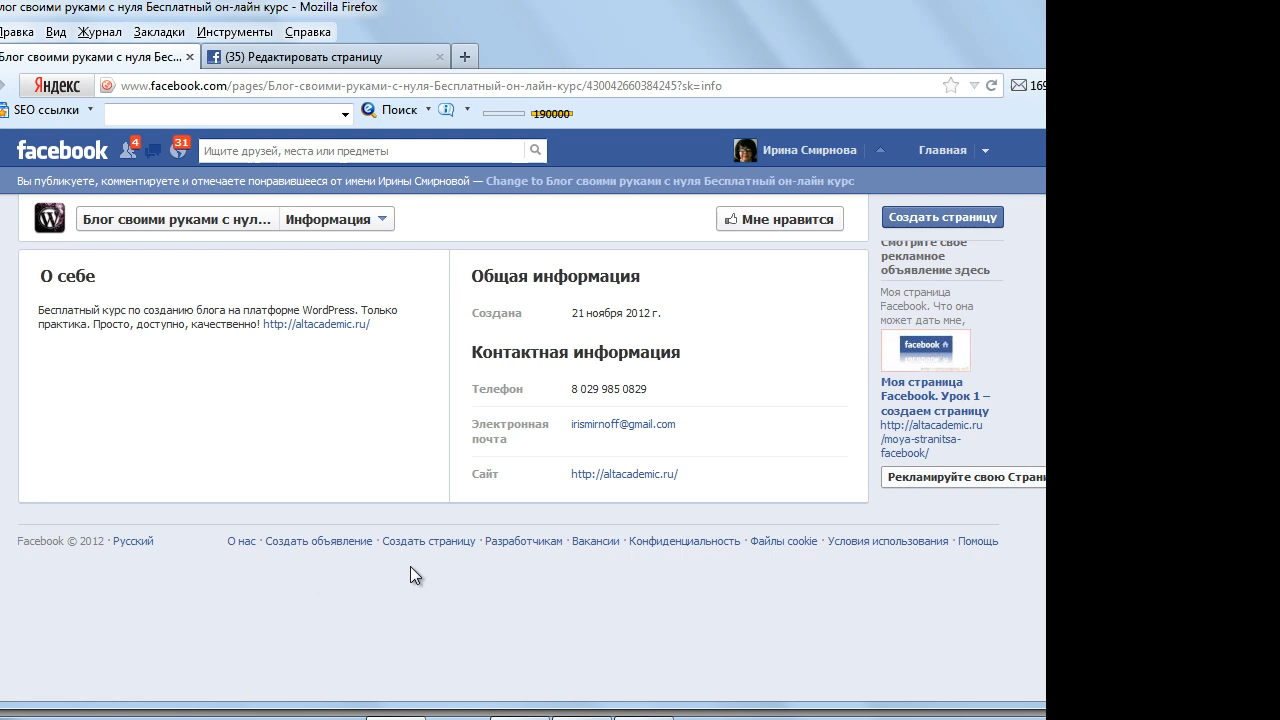 лог своими руками с нуля Бесплатный он-лайн курс - Mozilla Firefox
Правка Вид Журнал Закладки Инструменты Справка
Блог своими руками с нуля Бес... × (35) Редактировать страницу × +
Яндекс www.facebook.com/pages/Блог-своими-руками-с-нуля-Бесплатный-он-лайн-курс/430042660384245?sk=info 169
SEO ссылки Поиск 190000
facebook 4 31 Ищите друзей, места или предметы Ирина Смирнова Главная
Вы публикуете, комментируете и отмечаете понравившееся от имени Ирины Смирновой — Change to Блог своими руками с нуля Бесплатный он-лайн курс
Блог своими руками с нул... Информация Мне нравится Создать страницу
О себе
Бесплатный курс по созданию блога на платформе WordPress. Только
практика. Просто, доступно, качественно! http://altacademic.ru/
Общая информация
Создана 21 ноября 2012 г.
Контактная информация
Телефон 8 029 985 0829
Электронная почта irismirnoff@gmail.com
Сайт http://altacademic.ru/
Смотрите свое
рекламное
объявление здесь
Моя страница
Facebook. Что она
может дать мне,
facebook
Моя страница
Facebook. Урок 1 –
создаем страницу
http://altacademic.ru
/moya-stranitsa-
facebook/
Рекламируйте свою Страни
Facebook © 2012 · Русский
О нас · Создать объявление · Создать страницу · Разработчикам · Вакансии · Конфиденциальность · Файлы cookie · Условия использования · Помощь